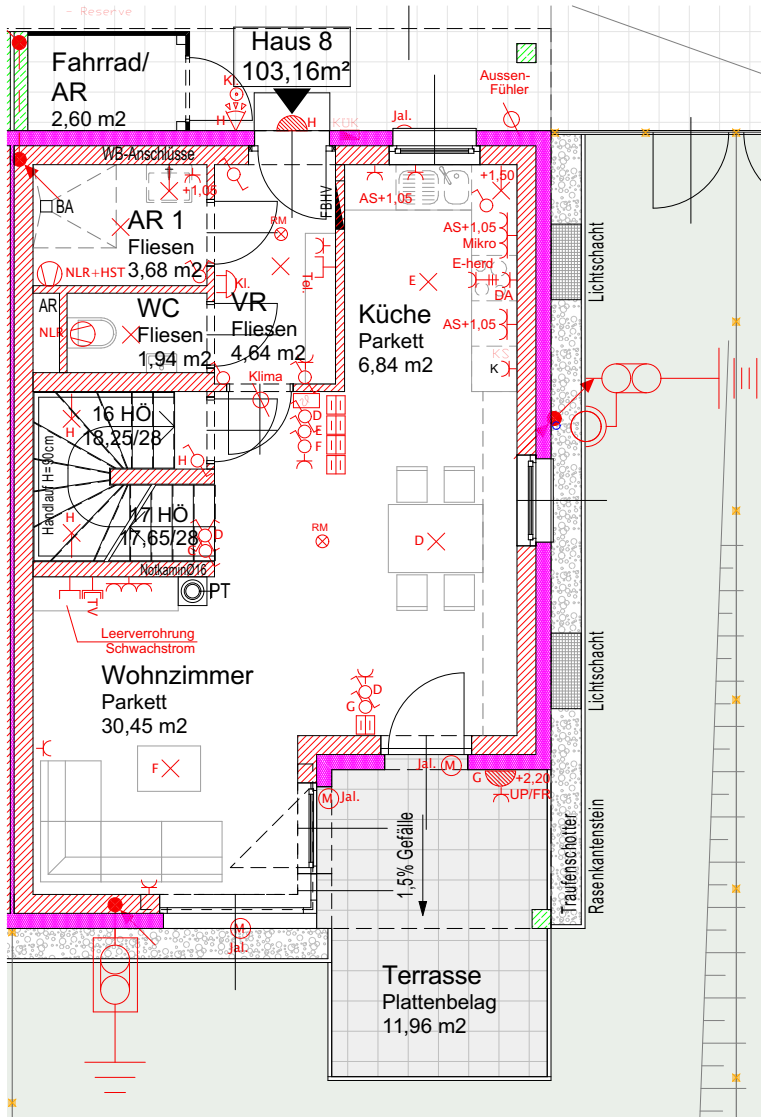 - Reserve
Haus 8
103,16m²
Fahrrad/
AR
2,60 m2
Kl.
H
H
KÜK
Jal.
Aussen-
Fühler
WB-Anschlüsse
+1,05
BA
AR 1
Fliesen
3,68 m2
NLR+HST
FBHV
RM
Tel.
Kl.
AS+1,05
+1,50
AS+1,05
Mikro
E-herd
DA
E
AS+1,05
KS
K
Küche
Parkett
6,84 m2
AR
NLR
WC
Fliesen
1,94 m2
VR
Fliesen
4,64 m2
Klima
D
E
F
16 HÖ
18,25/28
H
H
Handlauf H=90cm
17 HÖ
17,65/28
H
D
G
RM
D
NotkaminØ16
PT
TV
Leerverrohrung
Schwachstrom
Wohnzimmer
Parkett
30,45 m2
D
G
F
M
Jal.
Jal.
M
G
+2,20
UP/FR
1,5% Gefälle
M
Jal.
Terrasse
Plattenbelag
11,96 m2
Lichtschacht
Lichtschacht
Traufenschotter
Rasenkantenstein